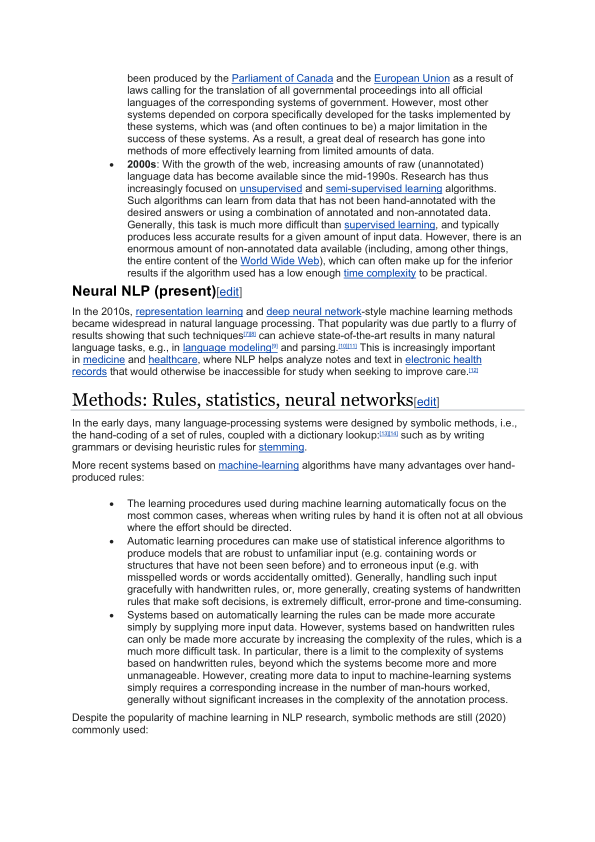 been produced by the Parliament of Canada and the European Union as a result of
laws calling for the translation of all governmental proceedings into all official
languages of the corresponding systems of government. However, most other
systems depended on corpora specifically developed for the tasks implemented by
these systems, which was (and often continues to be) a major limitation in the
success of these systems. As a result, a great deal of research has gone into
methods of more effectively learning from limited amounts of data.
• 2000s: With the growth of the web, increasing amounts of raw (unannotated)
language data has become available since the mid-1990s. Research has thus
increasingly focused on unsupervised and semi-supervised learning algorithms.
Such algorithms can learn from data that has not been hand-annotated with the
desired answers or using a combination of annotated and non-annotated data.
Generally, this task is much more difficult than supervised learning, and typically
produces less accurate results for a given amount of input data. However, there is an
enormous amount of non-annotated data available (including, among other things,
the entire content of the World Wide Web), which can often make up for the inferior
results if the algorithm used has a low enough time complexity to be practical.
Neural NLP (present)[edit]
In the 2010s, representation learning and deep neural network-style machine learning methods
became widespread in natural language processing. That popularity was due partly to a flurry of
results showing that such techniques[7][8] can achieve state-of-the-art results in many natural
language tasks, e.g., in language modeling[9] and parsing.[10][11] This is increasingly important
in medicine and healthcare, where NLP helps analyze notes and text in electronic health
records that would otherwise be inaccessible for study when seeking to improve care.[12]
Methods: Rules, statistics, neural networks[edit]
In the early days, many language-processing systems were designed by symbolic methods, i.e.,
the hand-coding of a set of rules, coupled with a dictionary lookup:[13][14] such as by writing
grammars or devising heuristic rules for stemming.
More recent systems based on machine-learning algorithms have many advantages over hand-
produced rules:
• The learning procedures used during machine learning automatically focus on the
most common cases, whereas when writing rules by hand it is often not at all obvious
where the effort should be directed.
• Automatic learning procedures can make use of statistical inference algorithms to
produce models that are robust to unfamiliar input (e.g. containing words or
structures that have not been seen before) and to erroneous input (e.g. with
misspelled words or words accidentally omitted). Generally, handling such input
gracefully with handwritten rules, or, more generally, creating systems of handwritten
rules that make soft decisions, is extremely difficult, error-prone and time-consuming.
• Systems based on automatically learning the rules can be made more accurate
simply by supplying more input data. However, systems based on handwritten rules
can only be made more accurate by increasing the complexity of the rules, which is a
much more difficult task. In particular, there is a limit to the complexity of systems
based on handwritten rules, beyond which the systems become more and more
unmanageable. However, creating more data to input to machine-learning systems
simply requires a corresponding increase in the number of man-hours worked,
generally without significant increases in the complexity of the annotation process.
Despite the popularity of machine learning in NLP research, symbolic methods are still (2020)
commonly used: